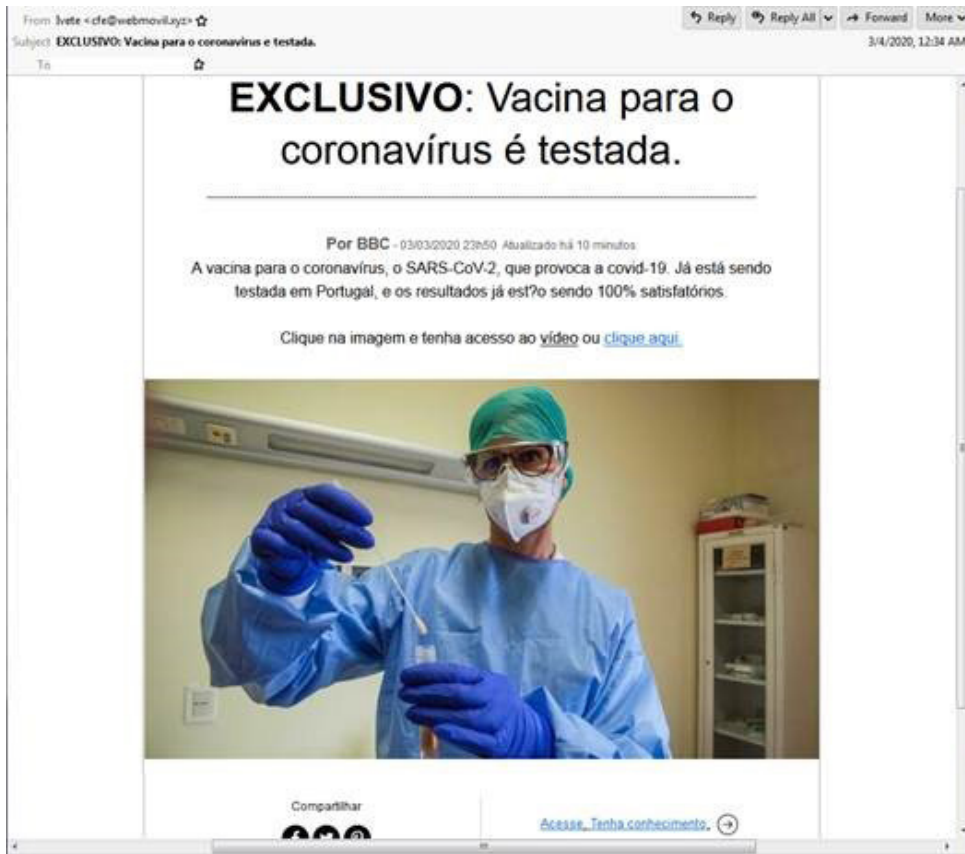 From Ivete <cfe@webmovil.xyz>
Reply Reply All Forward More
Subject EXCLUSIVO: Vacina para o coronavirus e testada.
3/4/2020, 12:34 AM
To
EXCLUSIVO: Vacina para o
coronavírus é testada.
Por BBC - 03/03/2020 23h50 Atualizado há 10 minutos
A vacina para o coronavírus, o SARS-CoV-2, que provoca a covid-19. Já está sendo
testada em Portugal, e os resultados já est?o sendo 100% satisfatórios.
Clique na imagem e tenha acesso ao vídeo ou clique aqui.
Compartilhar
Acesse, Tenha conhecimento.